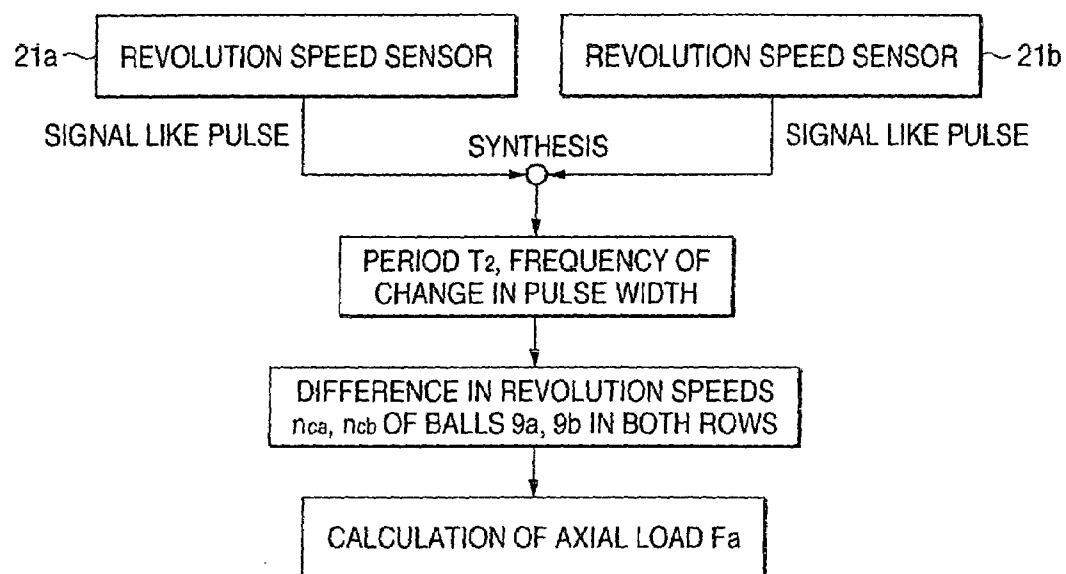 21a REVOLUTION SPEED SENSOR
REVOLUTION SPEED SENSOR 21b
SIGNAL LIKE PULSE
SYNTHESIS
SIGNAL LIKE PULSE
PERIOD T2, FREQUENCY OF
CHANGE IN PULSE WIDTH
DIFFERENCE IN REVOLUTION SPEEDS
nca, ncb OF BALLS 9a, 9b IN BOTH ROWS
CALCULATION OF AXIAL LOAD Fa